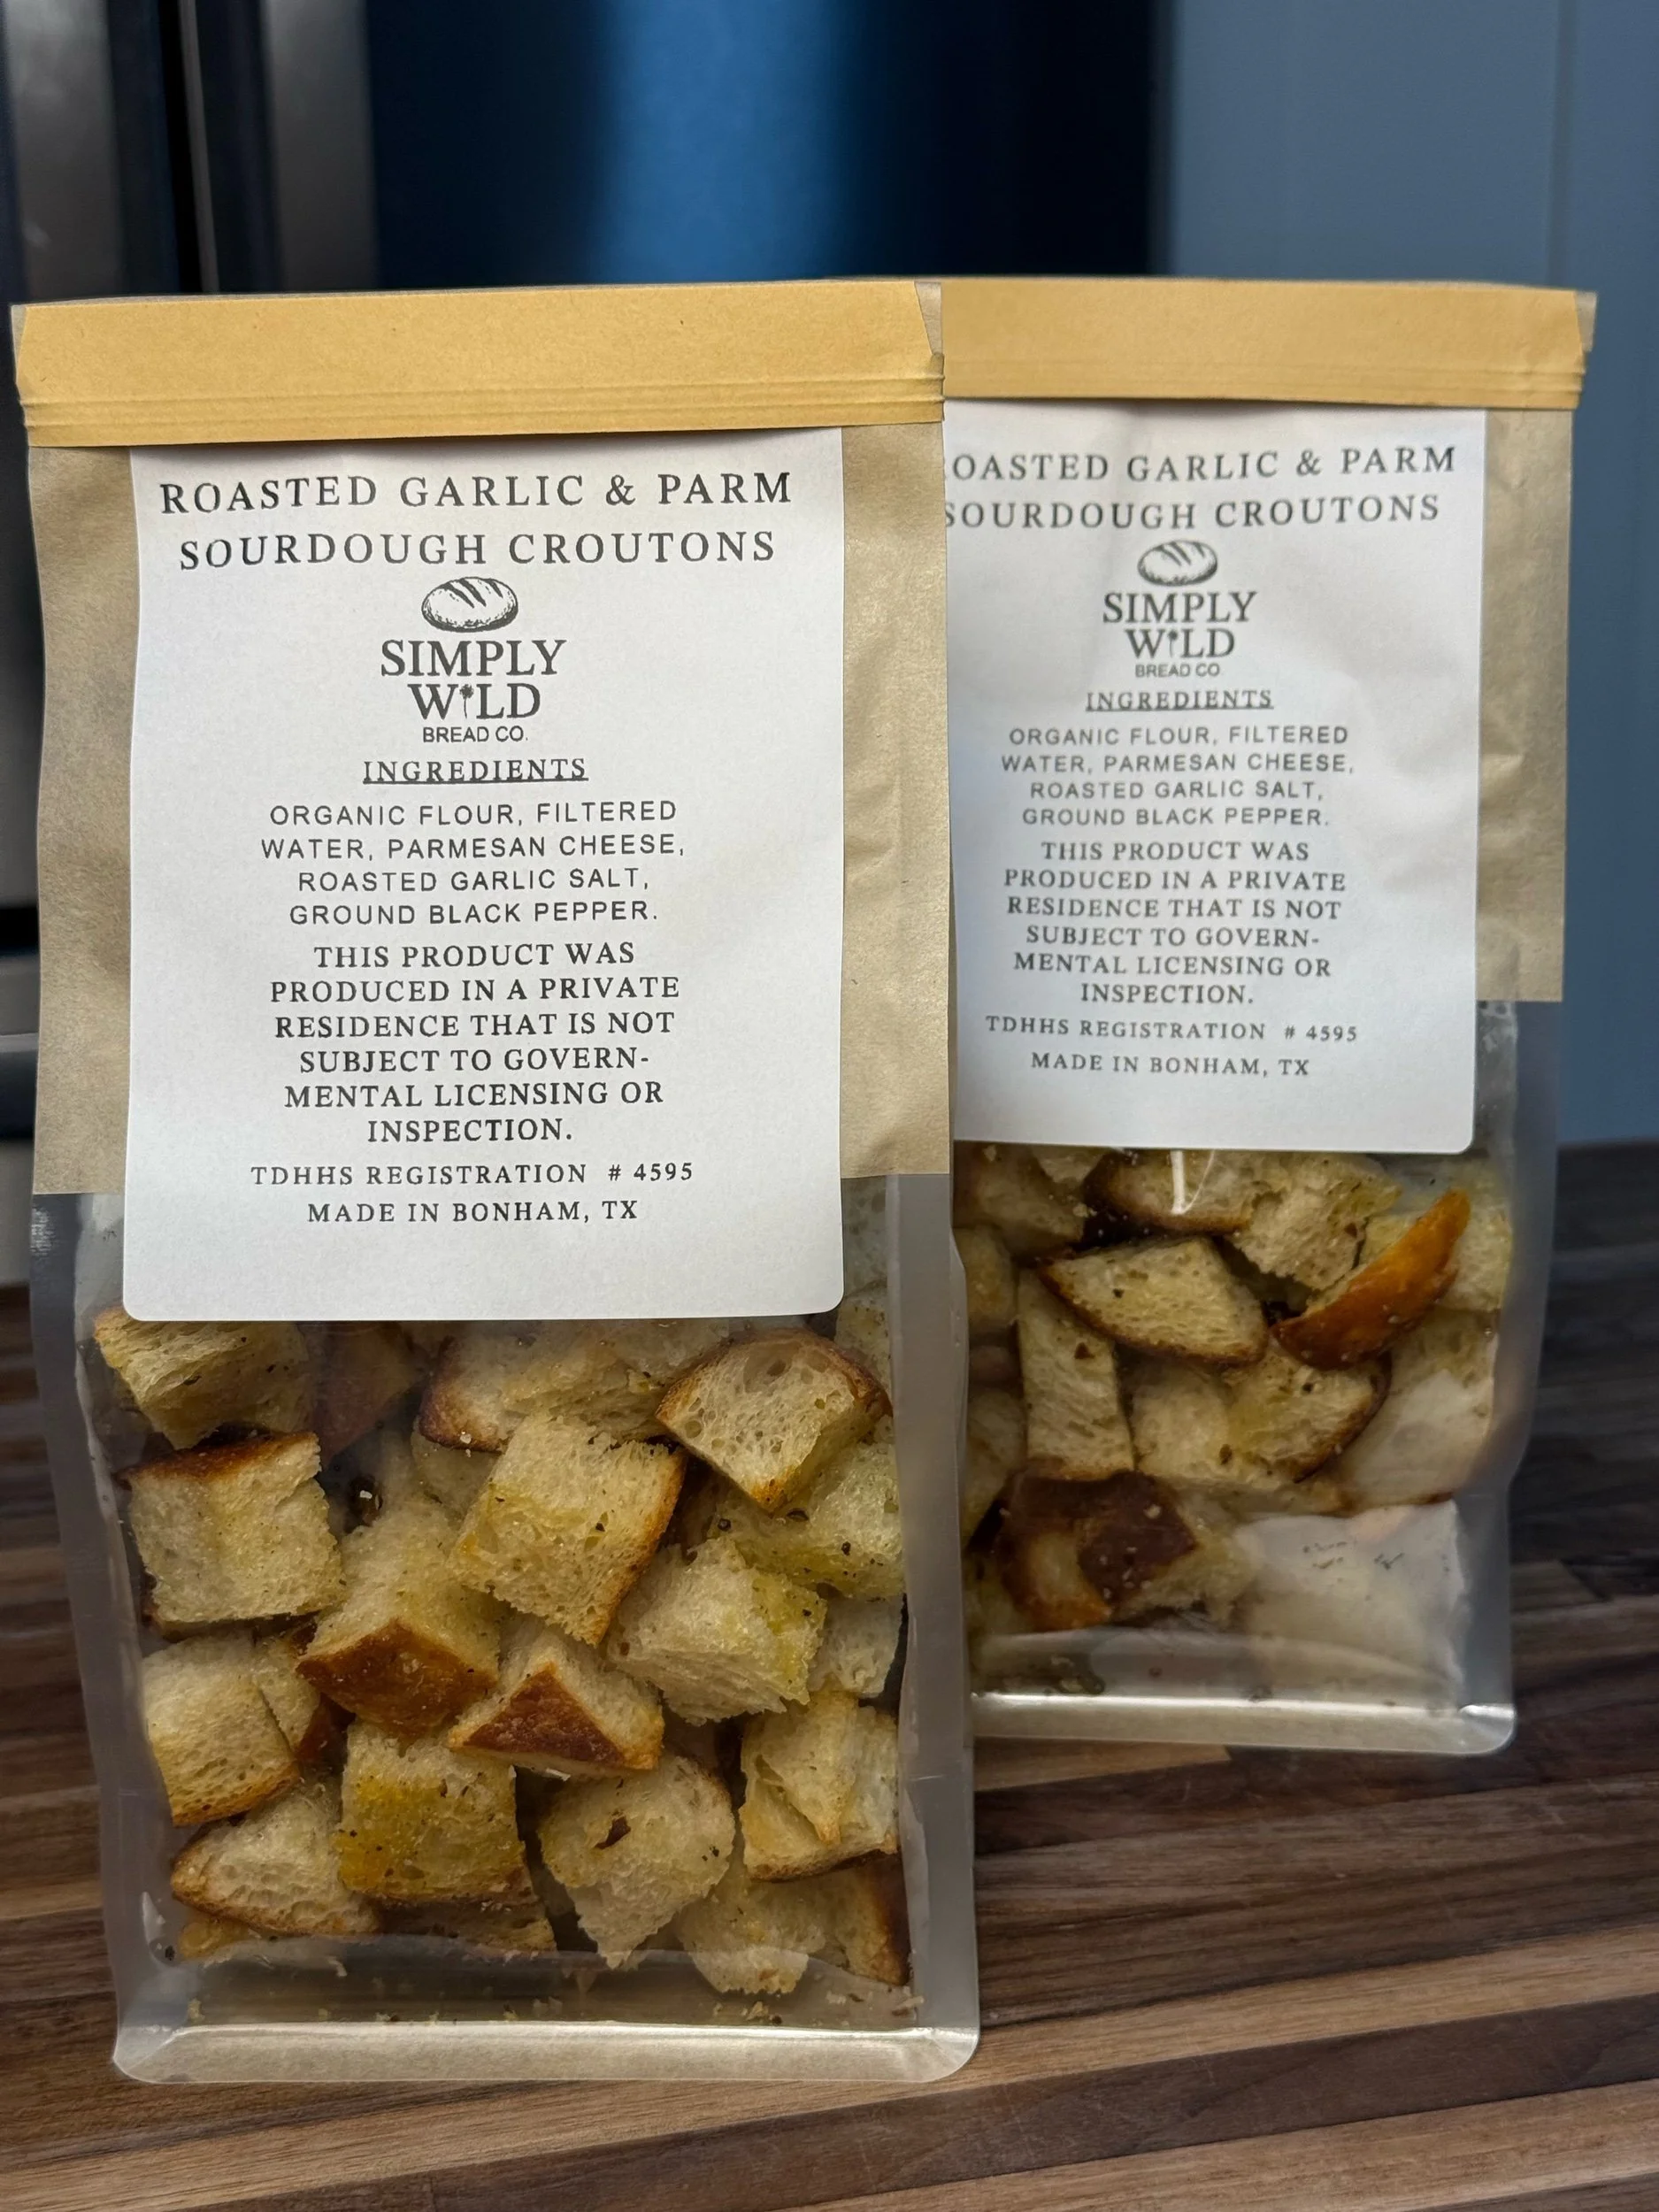 ROASTED GARLIC & PARM
SOURDOUGH CROUTONS
SIMPLY
WILD
BREAD CO.
INGREDIENTS
ORGANIC FLOUR, FILTERED
WATER, PARMESAN CHEESE,
ROASTED GARLIC SALT,
GROUND BLACK PEPPER.
THIS PRODUCT WAS
PRODUCED IN A PRIVATE
RESIDENCE THAT IS NOT
SUBJECT TO GOVERN-
MENTAL LICENSING OR
INSPECTION.
TDHHS REGISTRATION # 4595
MADE IN BONHAM, TX
OASTED GARLIC & PARM
SOURDOUGH CROUTONS
SIMPLY
WILD
BREAD CO.
INGREDIENTS
ORGANIC FLOUR, FILTERED
WATER, PARMESAN CHEESE,
ROASTED GARLIC SALT,
GROUND BLACK PEPPER.
THIS PRODUCT WAS
PRODUCED IN A PRIVATE
RESIDENCE THAT IS NOT
SUBJECT TO GOVERN-
MENTAL LICENSING OR
INSPECTION.
TDHHS REGISTRATION # 4595
MADE IN BONHAM, TX